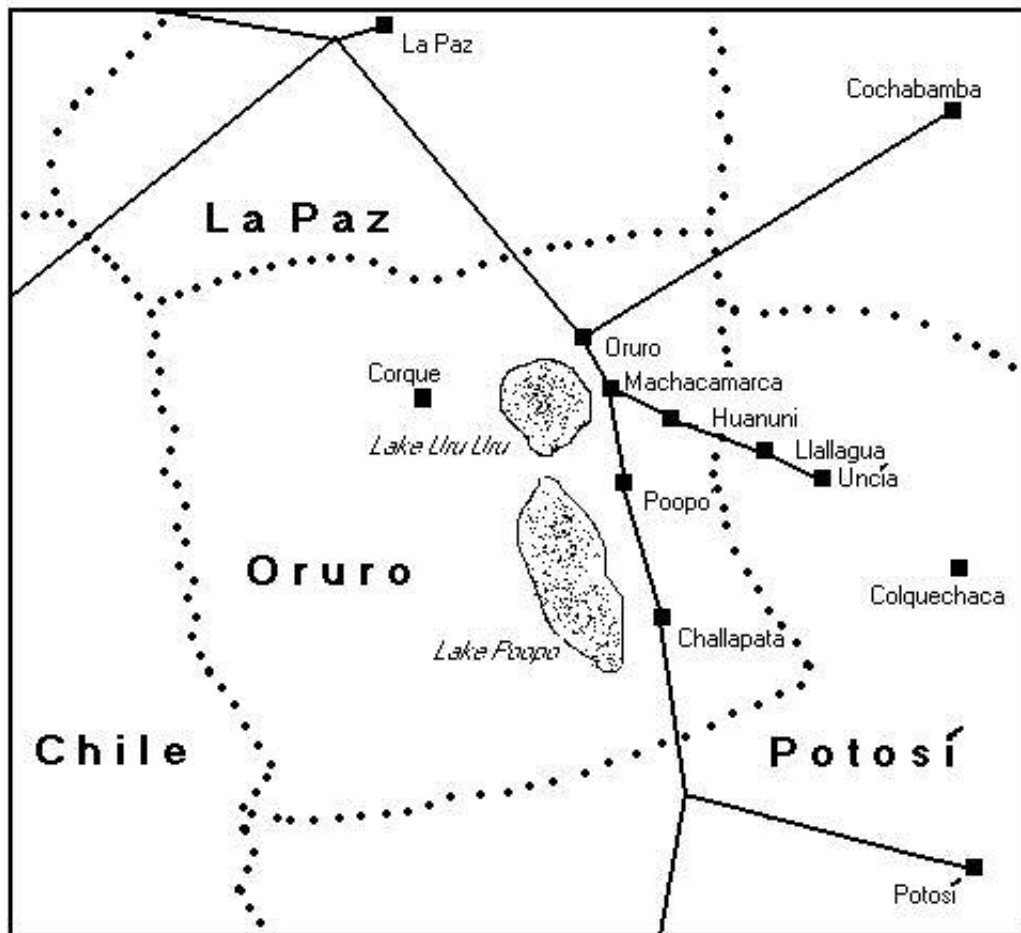 La Paz
Cochabamba
La Paz
Oruro
Corque
Machacamarca
Huanuni
Lake Uru Uru
Llallagua
Uncía
Poopo
Oruro
Colquechaca
Challapata
Lake Poopo
Chile
Potosí
Potosí